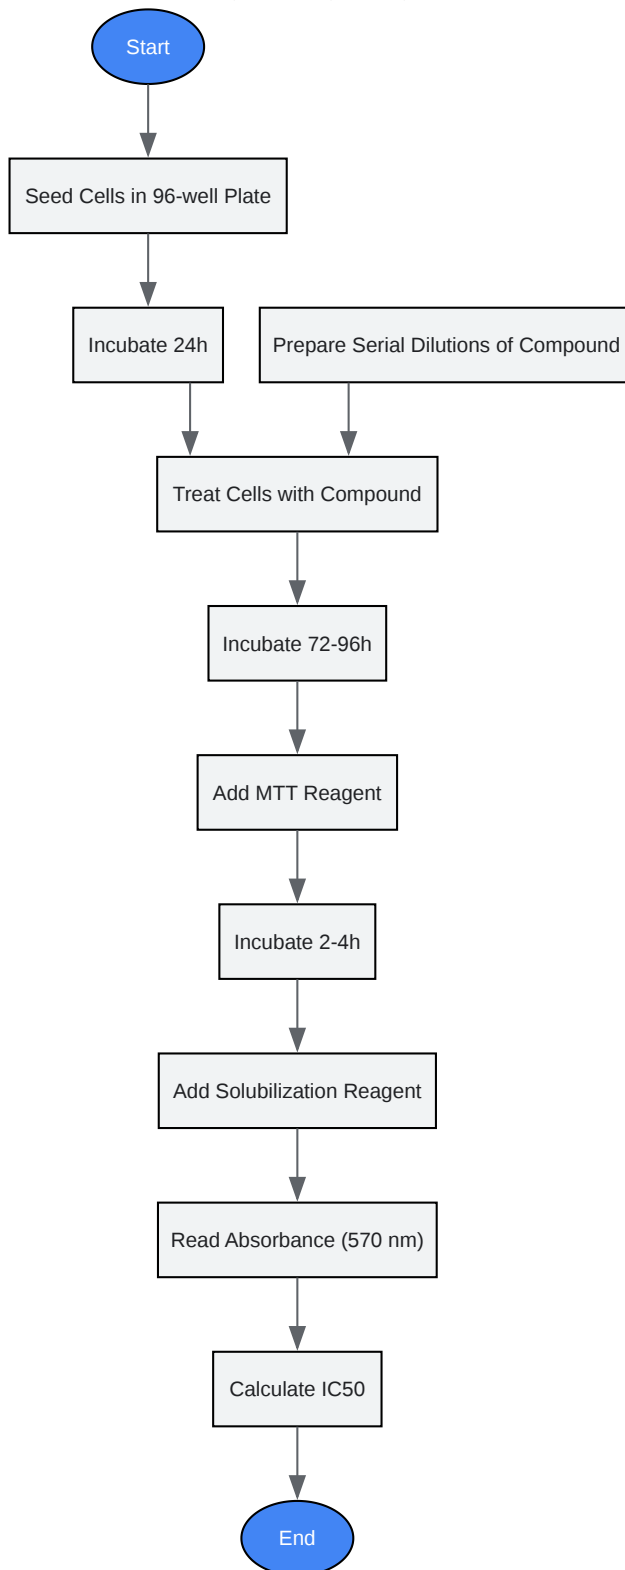 Start
Seed Cells in 96-well Plate
Incubate 24h
Prepare Serial Dilutions of Compound
Treat Cells with Compound
Incubate 72-96h
Add MTT Reagent
Incubate 2-4h
Add Solubilization Reagent
Read Absorbance (570 nm)
Calculate IC50
End